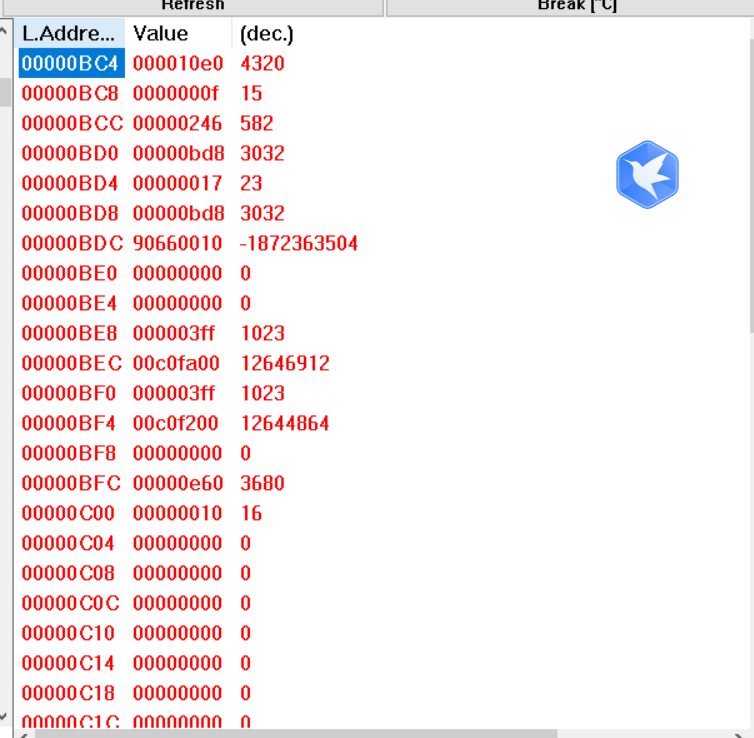 Refresh Break [^C]
L.Addre... Value (dec.)
00000BC4 000010e0 4320
00000BC8 0000000f 15
00000BCC 00000246 582
00000BD0 00000bd8 3032
00000BD4 00000017 23
00000BD8 00000bd8 3032
00000BDC 90660010 -1872363504
00000BE0 00000000 0
00000BE4 00000000 0
00000BE8 000003ff 1023
00000BEC 00c0fa00 12646912
00000BF0 000003ff 1023
00000BF4 00c0f200 12644864
00000BF8 00000000 0
00000BFC 00000e60 3680
00000C00 00000010 16
00000C04 00000000 0
00000C08 00000000 0
00000C0C 00000000 0
00000C10 00000000 0
00000C14 00000000 0
00000C18 00000000 0
00000C1C 00000000 0